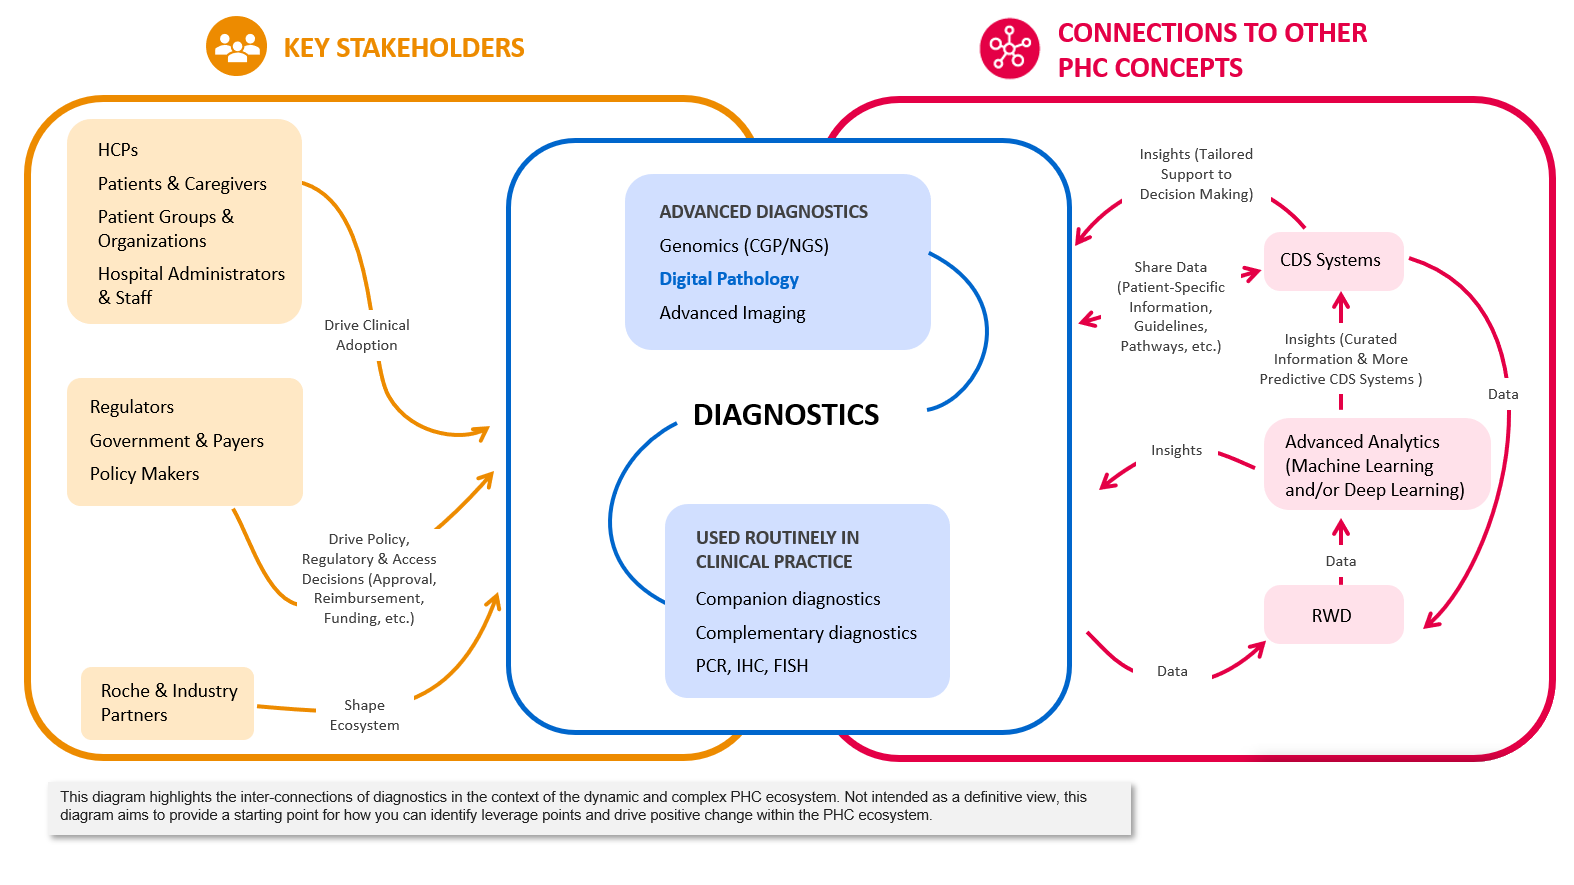 KEY STAKEHOLDERS
CONNECTIONS TO OTHER
PHC CONCEPTS
HCPs
Patients & Caregivers
Patient Groups &
Organizations
Hospital Administrators
& Staff
Drive Clinical
Adoption
Regulators
Government & Payers
Policy Makers
Drive Policy,
Regulatory & Access
Decisions (Approval,
Reimbursement,
Funding, etc.)
Roche & Industry
Partners
Shape
Ecosystem
ADVANCED DIAGNOSTICS
Genomics (CGP/NGS)
Digital Pathology
Advanced Imaging
DIAGNOSTICS
USED ROUTINELY IN
CLINICAL PRACTICE
Companion diagnostics
Complementary diagnostics
PCR, IHC, FISH
Insights (Tailored
Support to
Decision Making)
CDS Systems
Share Data
(Patient-Specific
Information,
Guidelines,
Pathways, etc.)
Insights (Curated
Information & More
Predictive CDS Systems )
Data
Advanced Analytics
(Machine Learning
and/or Deep Learning)
Insights
Data
RWD
Data
This diagram highlights the inter-connections of diagnostics in the context of the dynamic and complex PHC ecosystem. Not intended as a definitive view, this
diagram aims to provide a starting point for how you can identify leverage points and drive positive change within the PHC ecosystem.